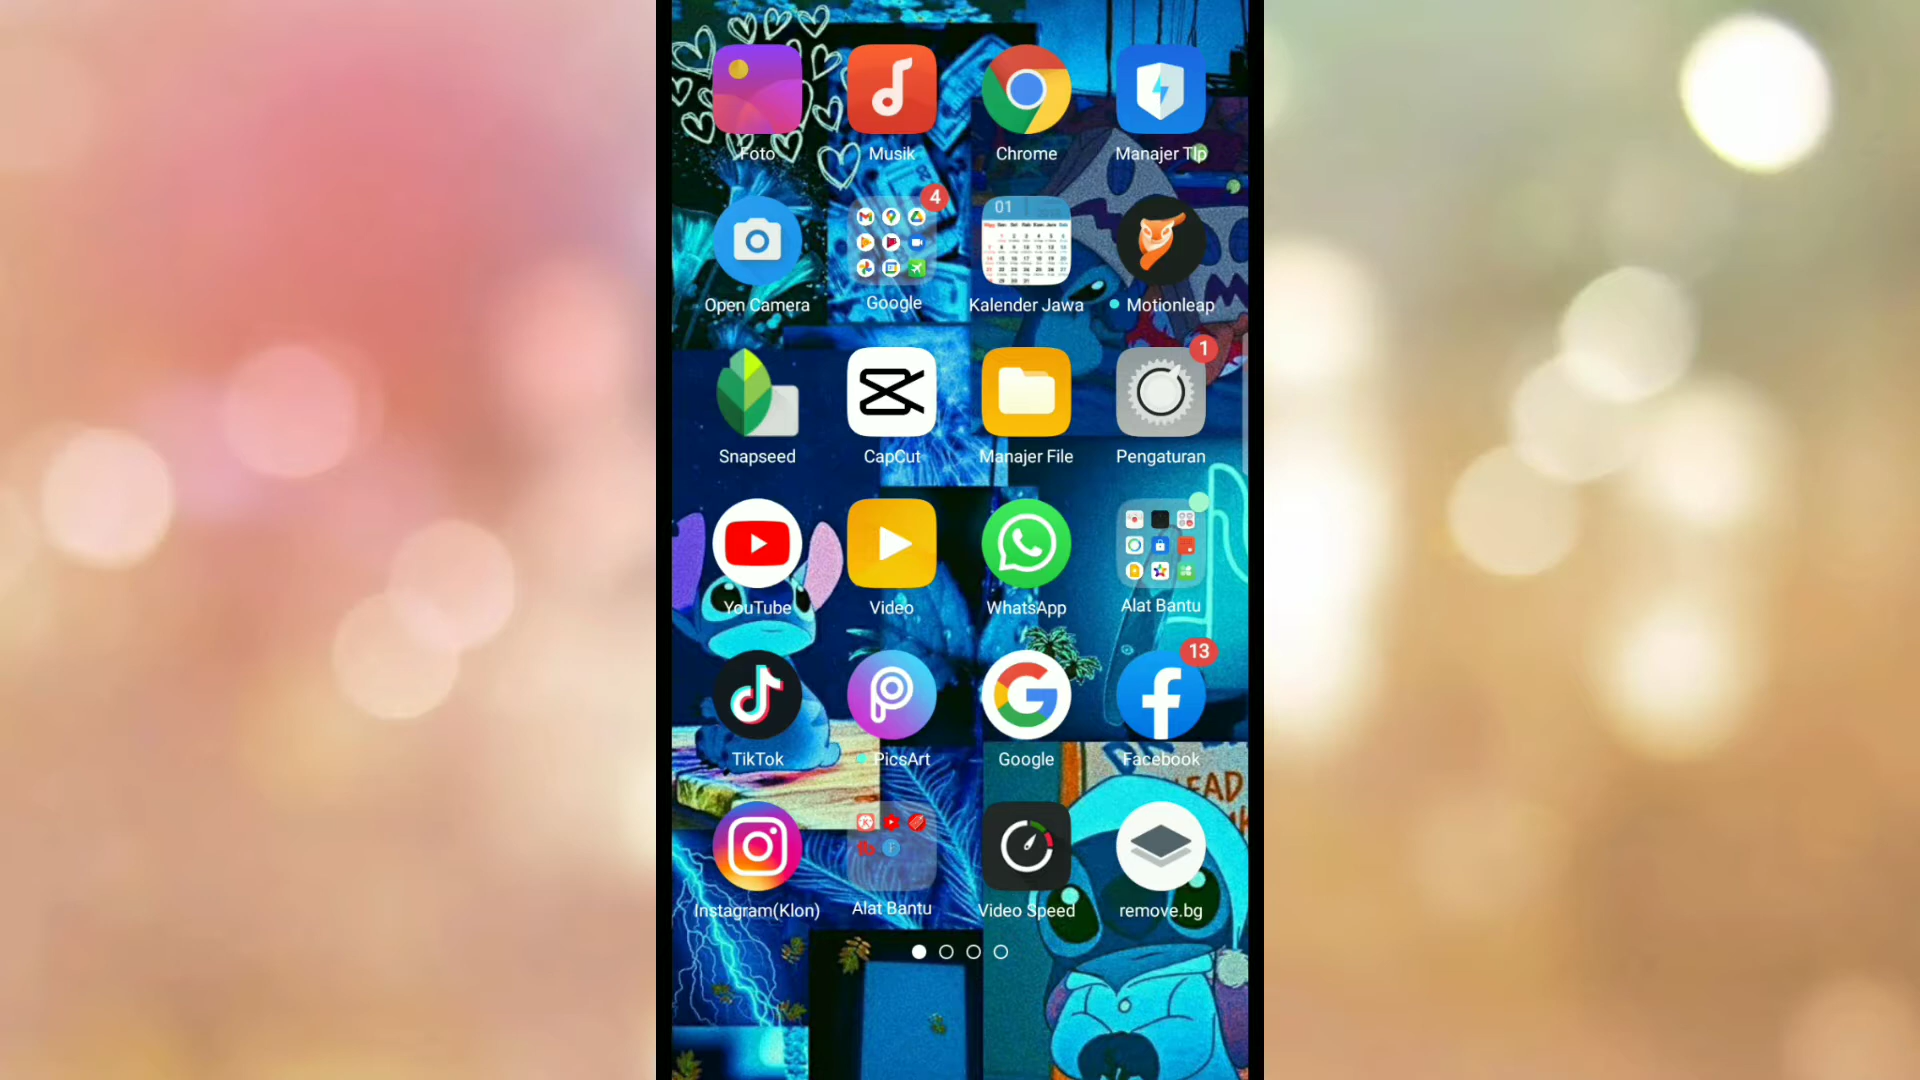 Foto
Musik
Chrome
Manajer Tlp
4
01
Open Camera
Google
Kalender Jawa
Motionleap
1
Snapseed
CapCut
Manajer File
Pengaturan
YouTube
Video
WhatsApp
Alat Bantu
13
TikTok
PicsArt
Google
Facebook
EAD
Instagram(Klon)
Alat Bantu
Video Speed
remove.bg